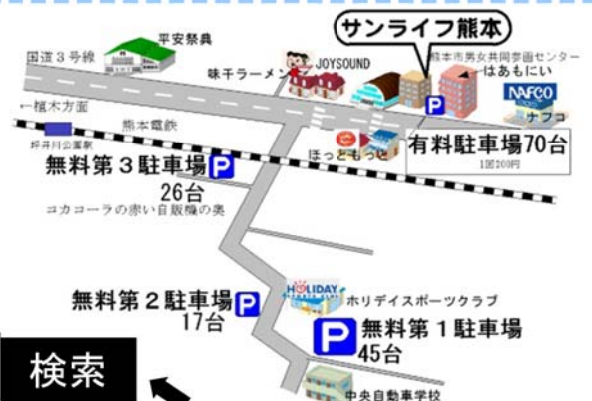 サンライフ熊本
平安祭典
国道3号線
味千ラーメン
JOYSOUND
熊本市男女共同参画センター
はあもにい
NAFCO
ナフコ
←植木方面
熊本電鉄
坪井川公園駅
ほっともっと
有料駐車場70台
1回200円
無料第3駐車場
P
26台
コカコーラの赤い自販機の奥
HOLIDAY
SPORTS CLUB
ホリデイスポーツクラブ
無料第2駐車場
P
17台
P
無料第1駐車場
45台
検索
中央自動車学校
P